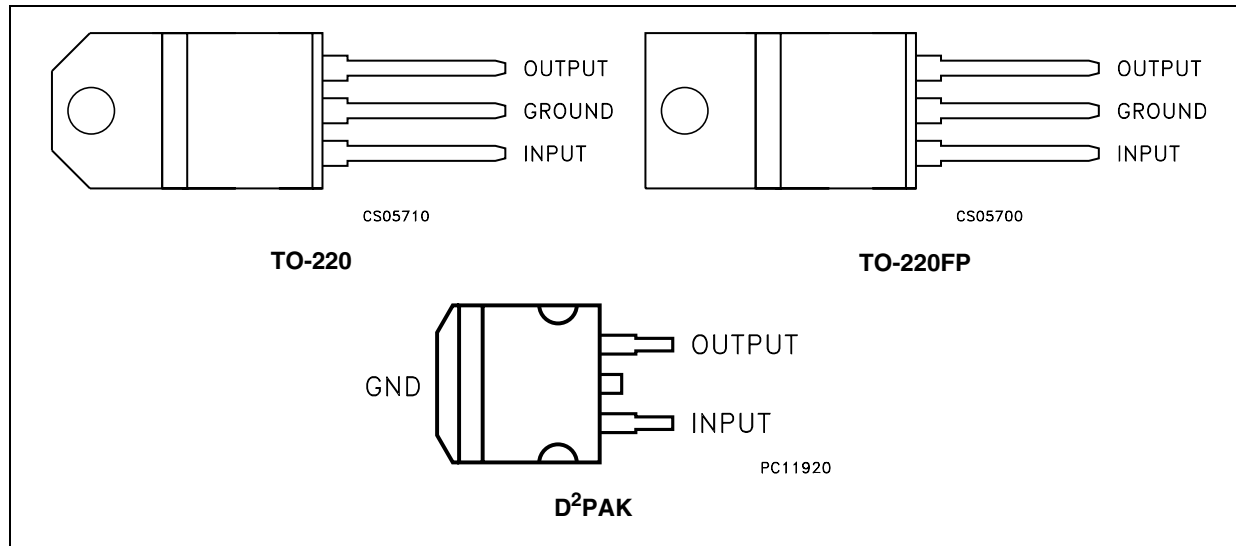 OUTPUT
GROUND
INPUT
CS05710
TO-220
OUTPUT
GROUND
INPUT
CS05700
TO-220FP
GND
OUTPUT
INPUT
PC11920
D²PAK